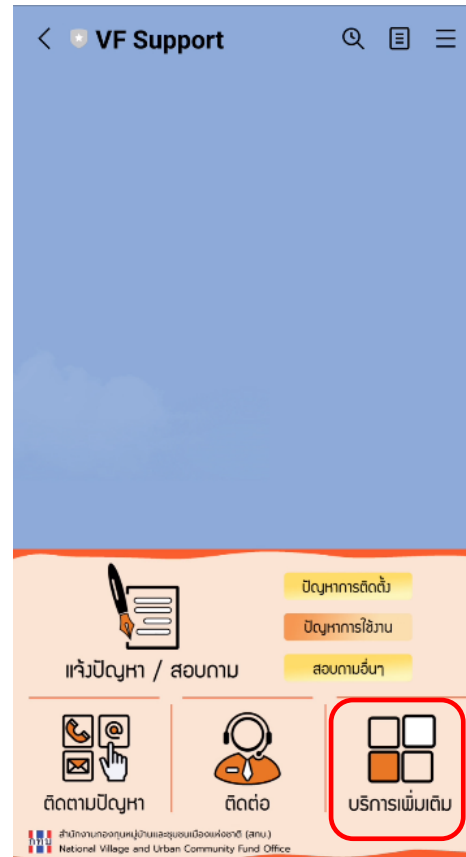 VF Support
ปัญหาการติดตั้ง
ปัญหาการใช้งาน
แจ้งปัญหา / สอบถาม
สอบถามอื่นๆ
ติดตามปัญหา
ติดต่อ
บริการเพิ่มเติม
กทบ
สำนักงานกองทุนหมู่บ้านและชุมชนเมืองแห่งชาติ (สทบ.)
National Village and Urban Community Fund Office